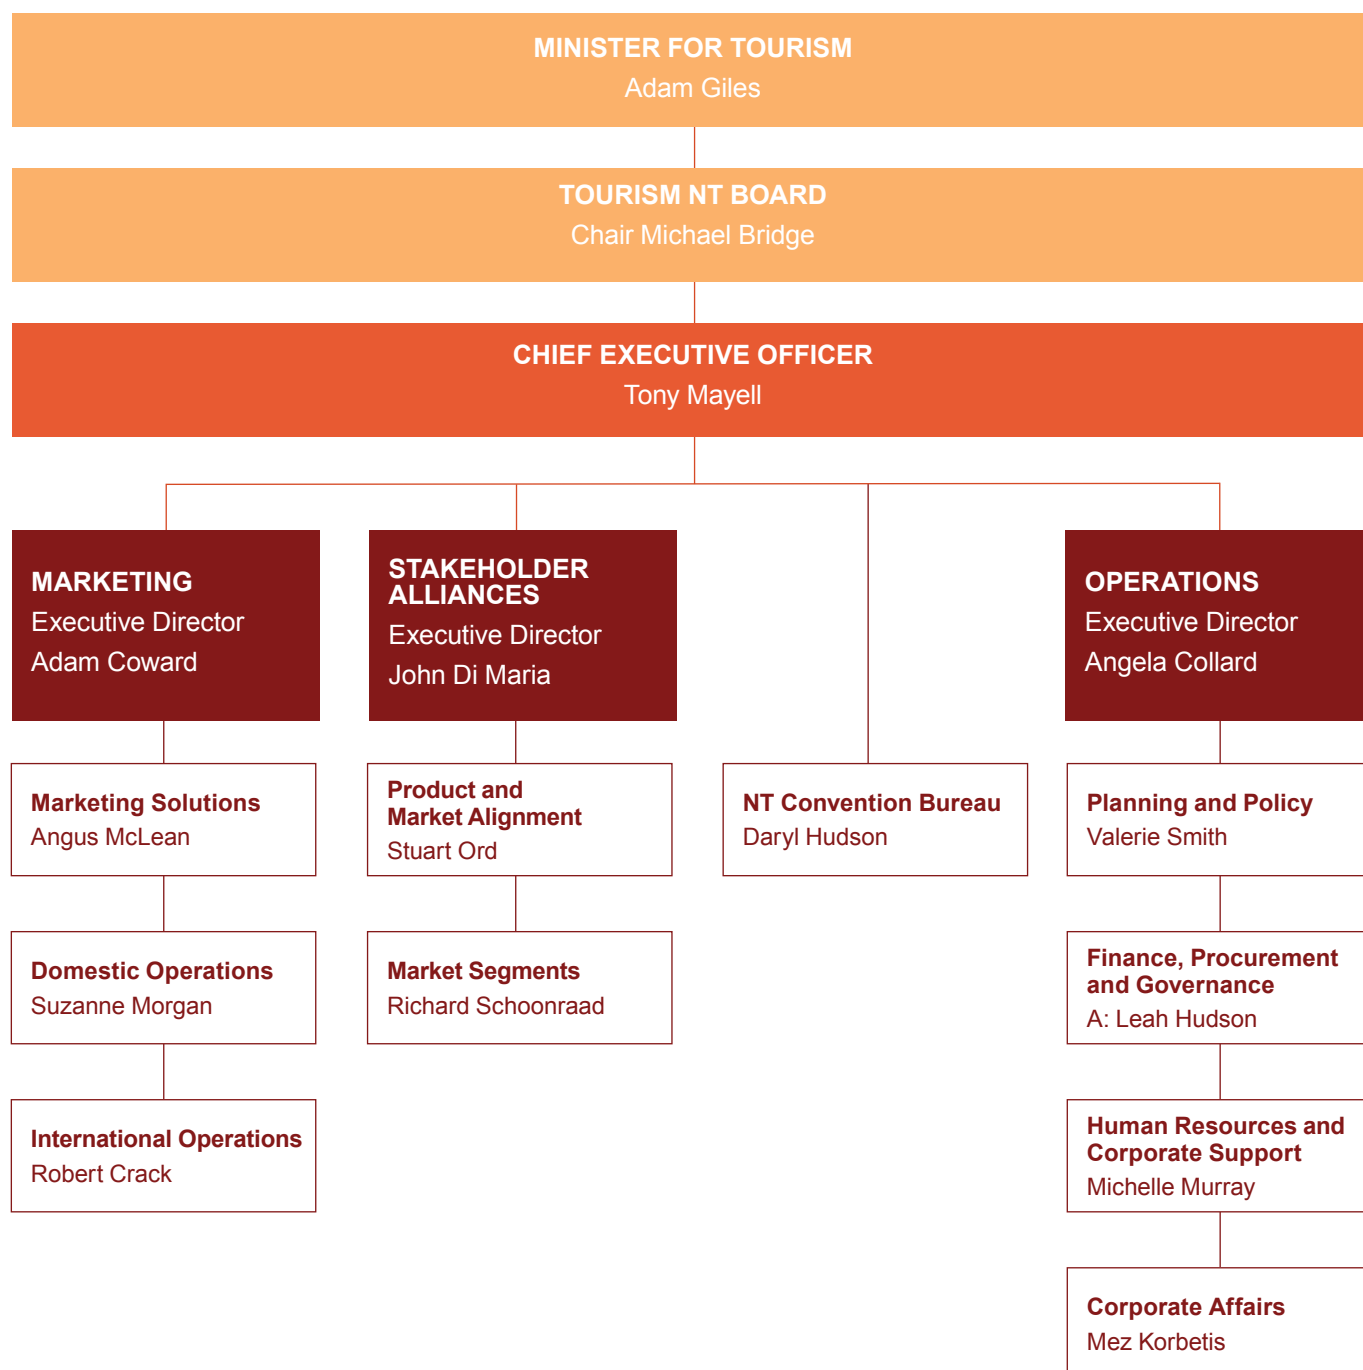 MINISTER FOR TOURISM
Adam Giles
TOURISM NT BOARD
Chair Michael Bridge
CHIEF EXECUTIVE OFFICER
Tony Mayell
MARKETING
Executive Director
Adam Coward
STAKEHOLDER
ALLIANCES
Executive Director
John Di Maria
OPERATIONS
Executive Director
Angela Collard
Marketing Solutions
Angus McLean
Product and
Market Alignment
Stuart Ord
NT Convention Bureau
Daryl Hudson
Planning and Policy
Valerie Smith
Domestic Operations
Suzanne Morgan
Market Segments
Richard Schoonraad
Finance, Procurement
and Governance
A: Leah Hudson
International Operations
Robert Crack
Human Resources and
Corporate Support
Michelle Murray
Corporate Affairs
Mez Korbetis